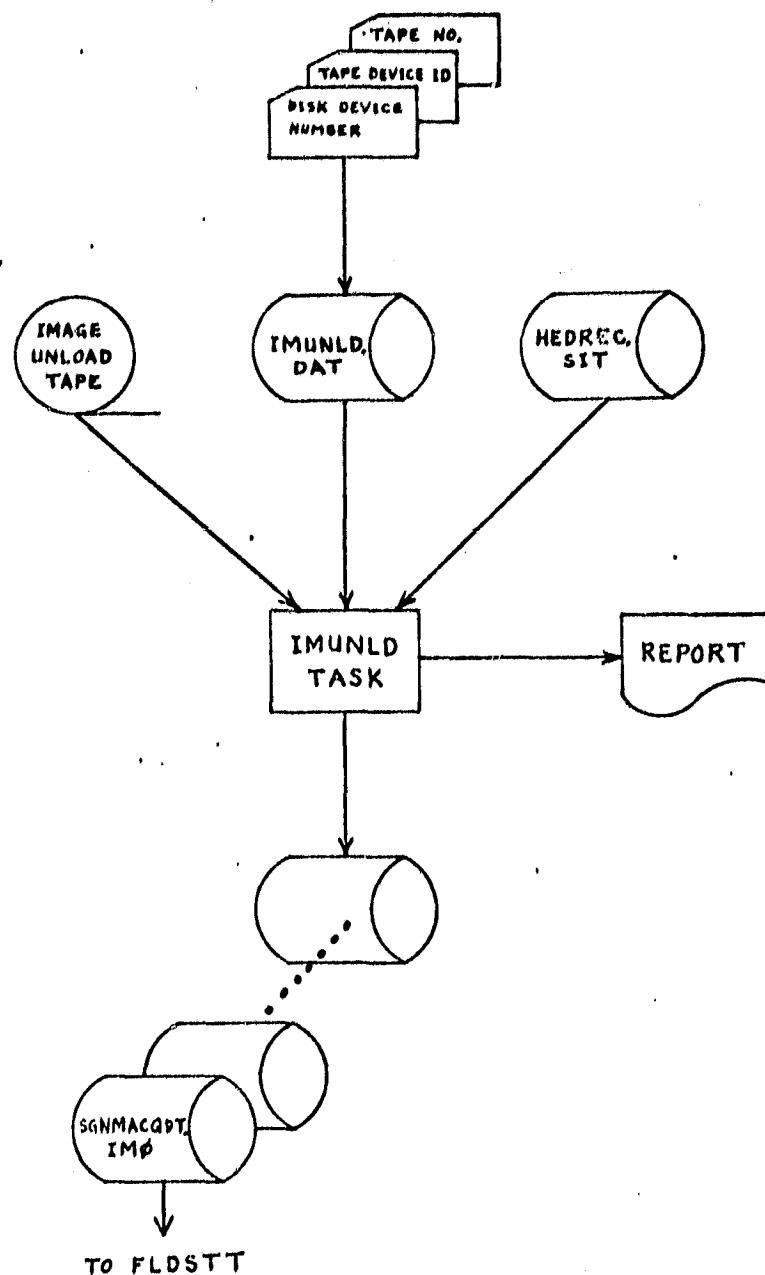 TAPE NO.
TAPE DEVICE ID
DISK DEVICE
NUMBER
IMAGE
UNLOAD
TAPE
IMUNLD.
DAT
HEDREC.
SIT
IMUNLD
TASK
REPORT
SGNMACQDT.
IMØ
TO FLDSTT